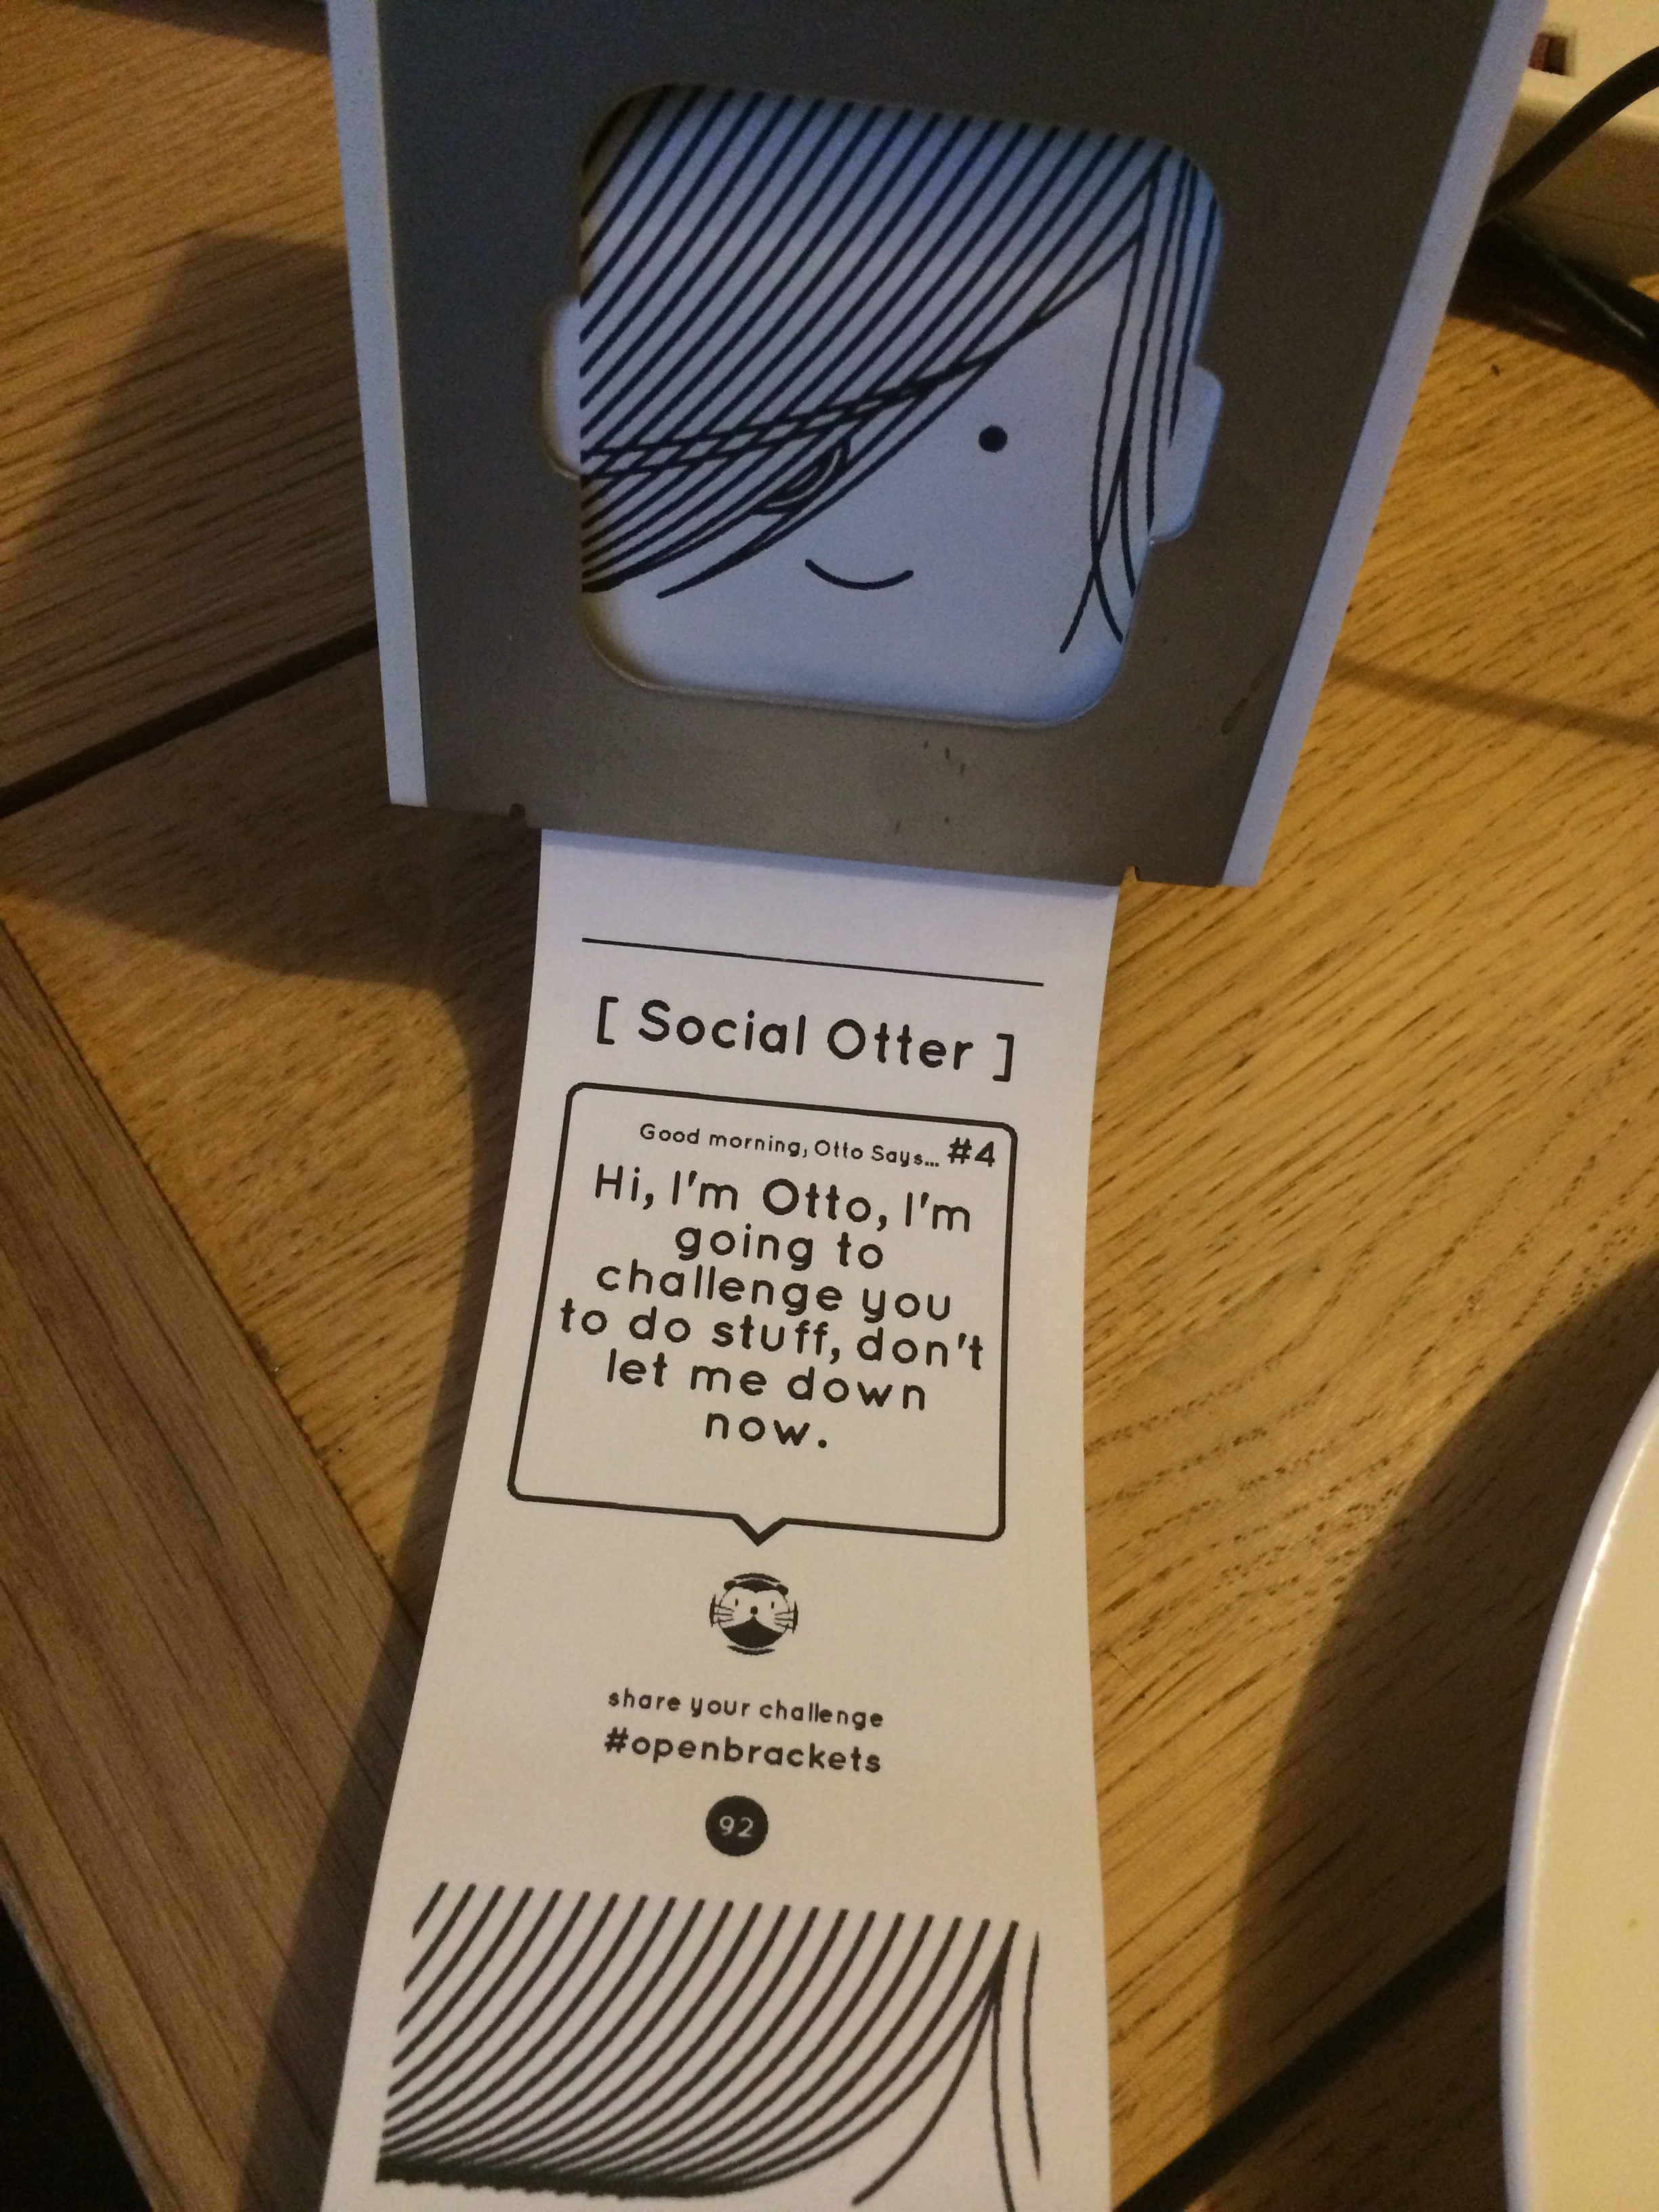 [ Social Otter ]
Good morning, Otto Says... #4
Hi, I'm Otto, I'm
going to
challenge you
to do stuff, don't
let me down
now.
share your challenge
#openbrackets
92